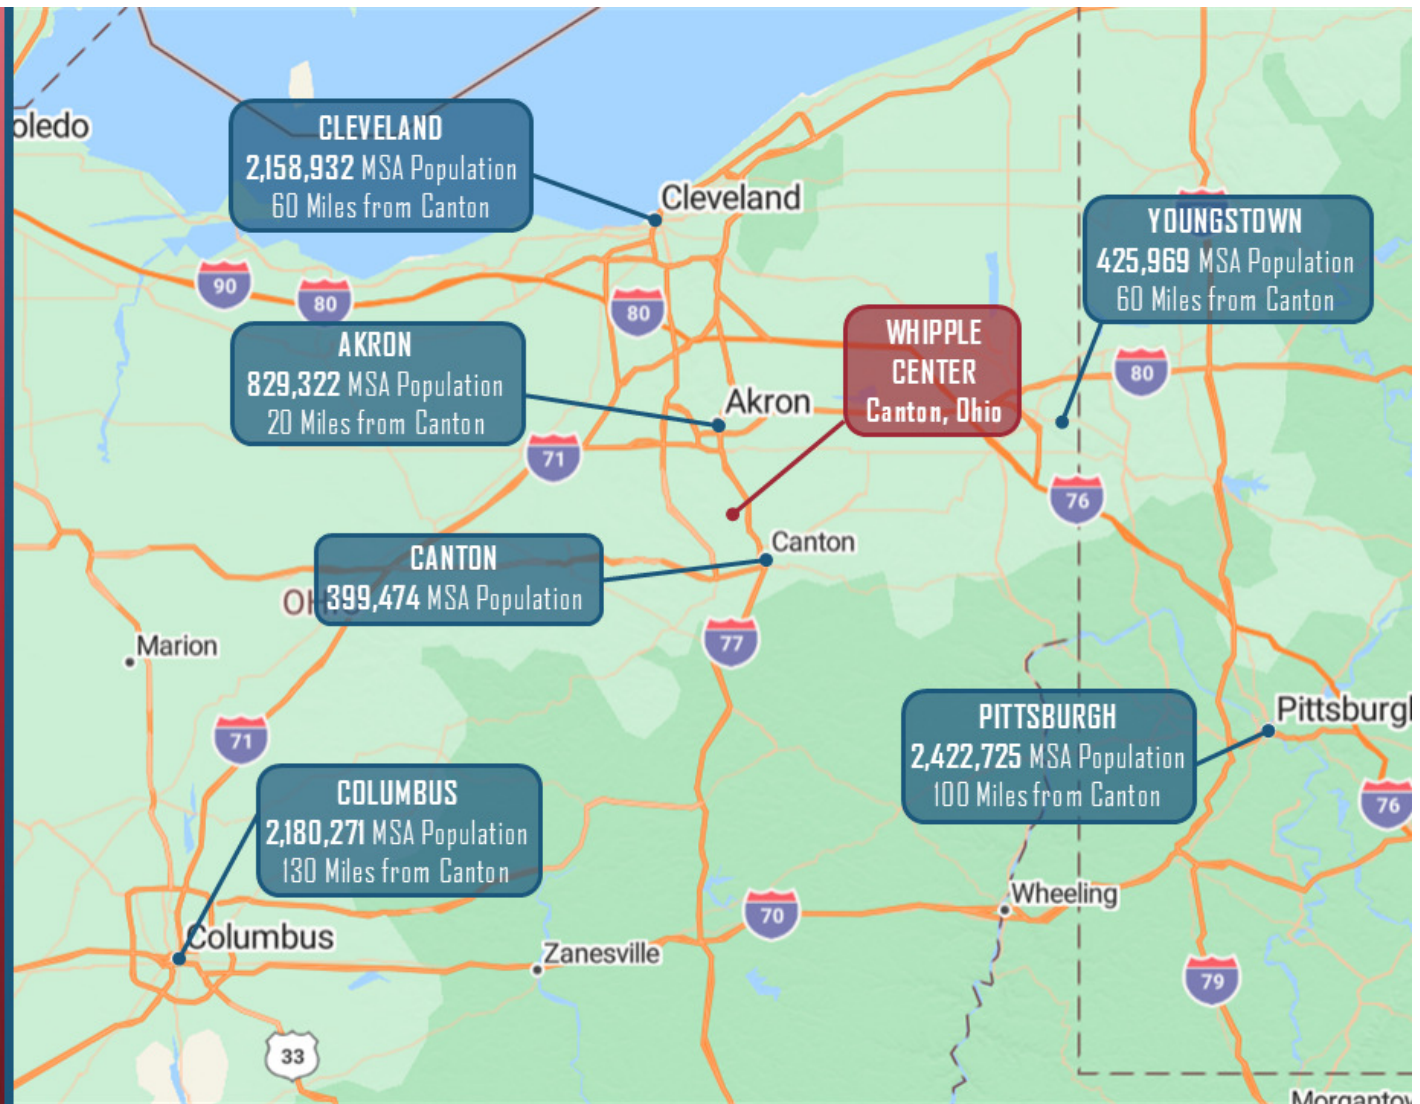 oledo
CLEVELAND
2,158,932 MSA Population
60 Miles from Canton
Cleveland
YOUNGSTOWN
425,969 MSA Population
60 Miles from Canton
90
80
80
AKRON
829,322 MSA Population
20 Miles from Canton
WHIPPLE
CENTER
Canton, Ohio
80
Akron
71
76
CANTON
399,474 MSA Population
Canton
OH
Marion
77
71
PITTSBURGH
2,422,725 MSA Population
100 Miles from Canton
Pittsburgh
76
COLUMBUS
2,180,271 MSA Population
130 Miles from Canton
Columbus
70
Wheeling
Zanesville
79
33
Morgantow